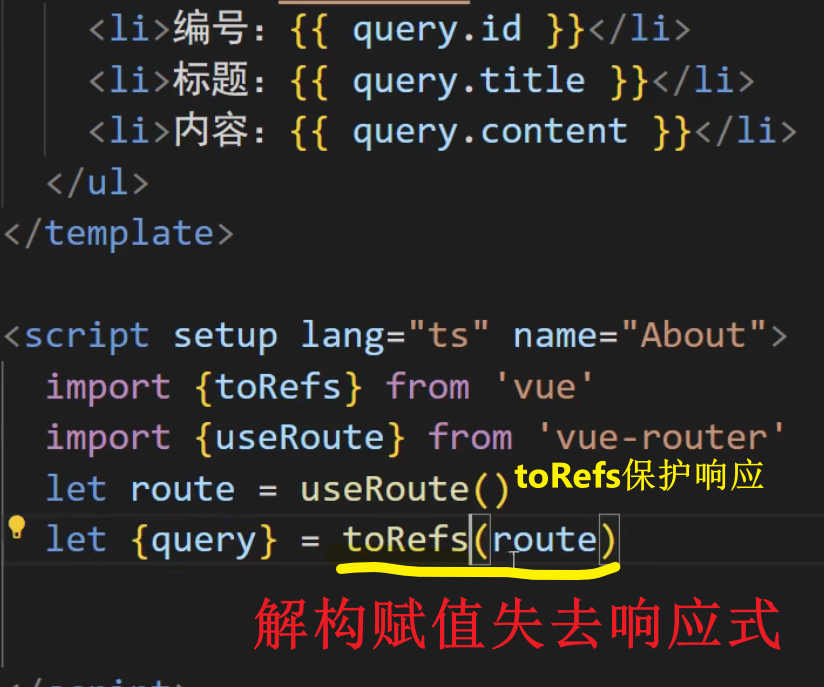 <li>编号：{{ query.id }}</li>
<li>标题：{{ query.title }}</li>
<li>内容：{{ query.content }}</li>
</ul>
</template>
<script setup lang="ts" name="About">
import {toRefs} from 'vue'
import {useRoute} from 'vue-router'
let route = useRoute()
toRefs保护响应
let {query} = toRefs(route)
解构赋值失去响应式
</script>